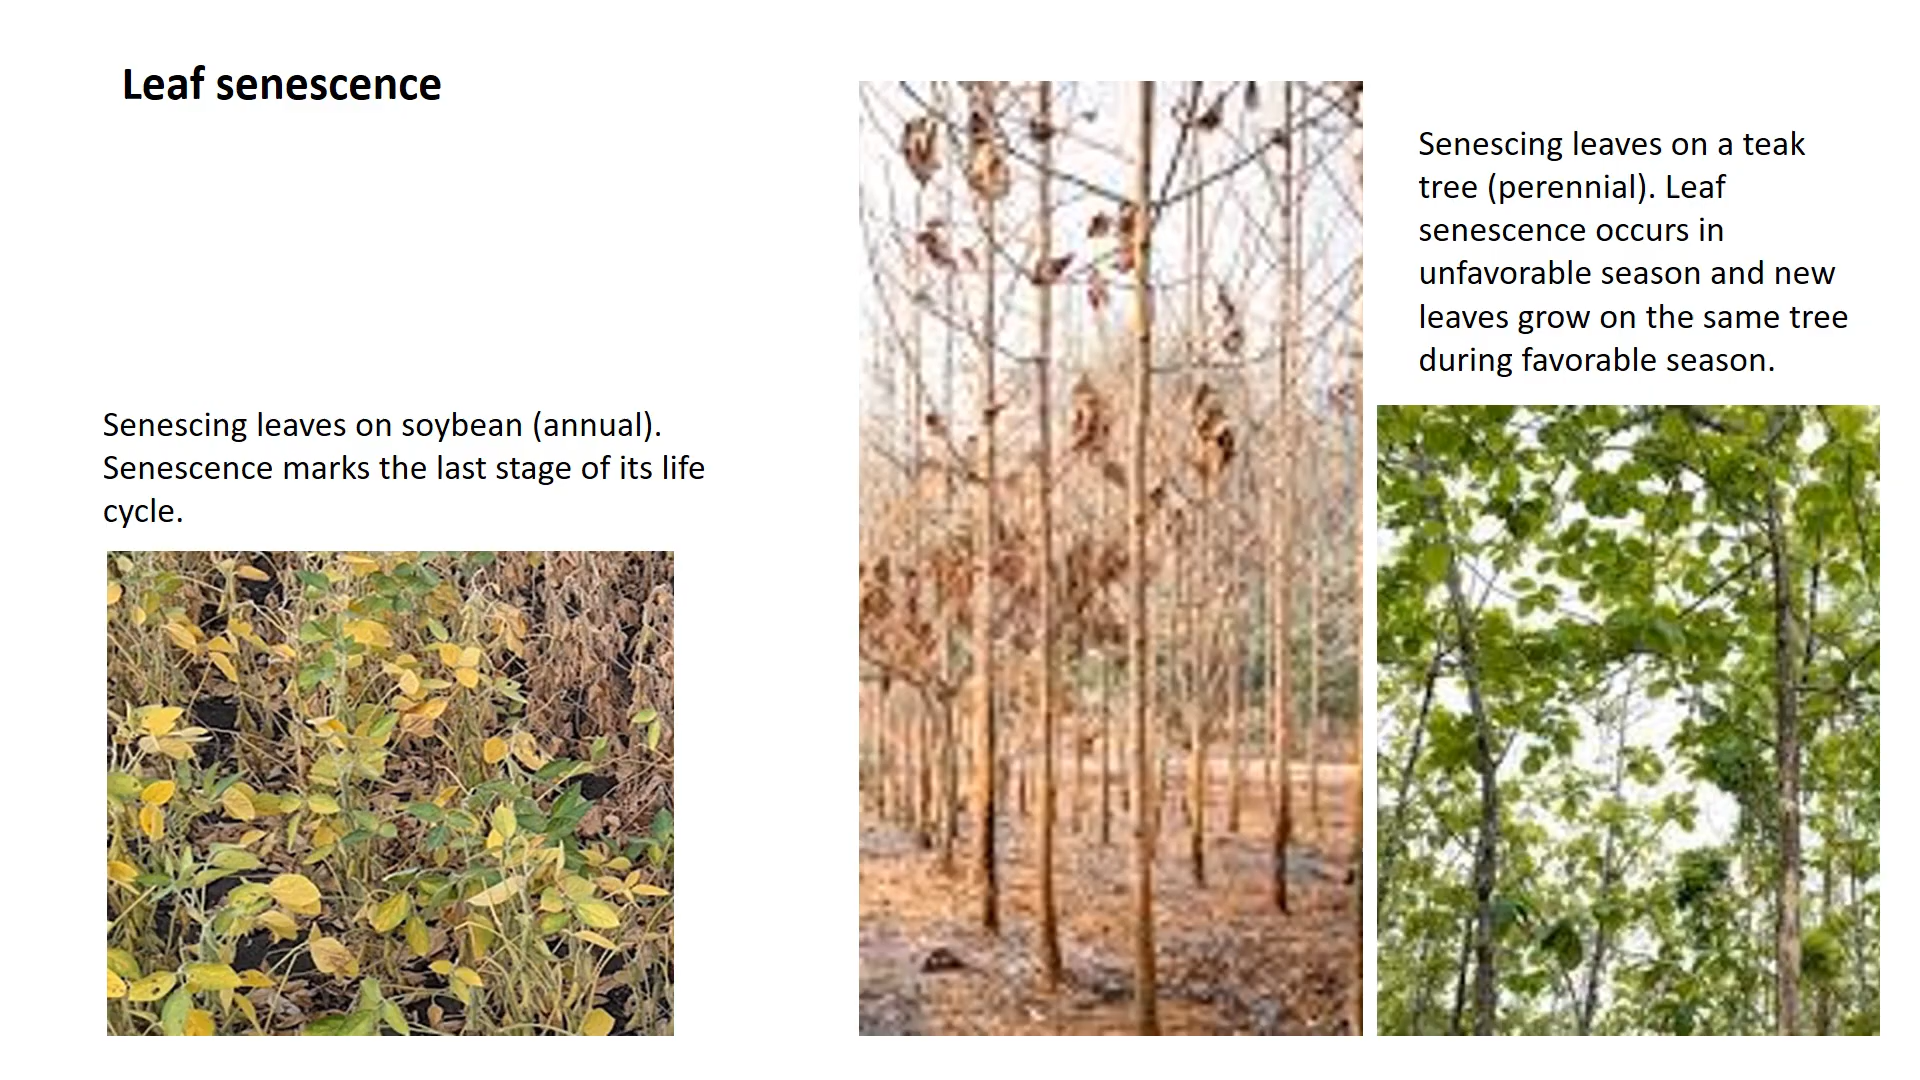 Leaf senescence
Senescing leaves on soybean (annual).
Senescence marks the last stage of its life
cycle.
Senescing leaves on a teak
tree (perennial). Leaf
senescence occurs in
unfavorable season and new
leaves grow on the same tree
during favorable season.